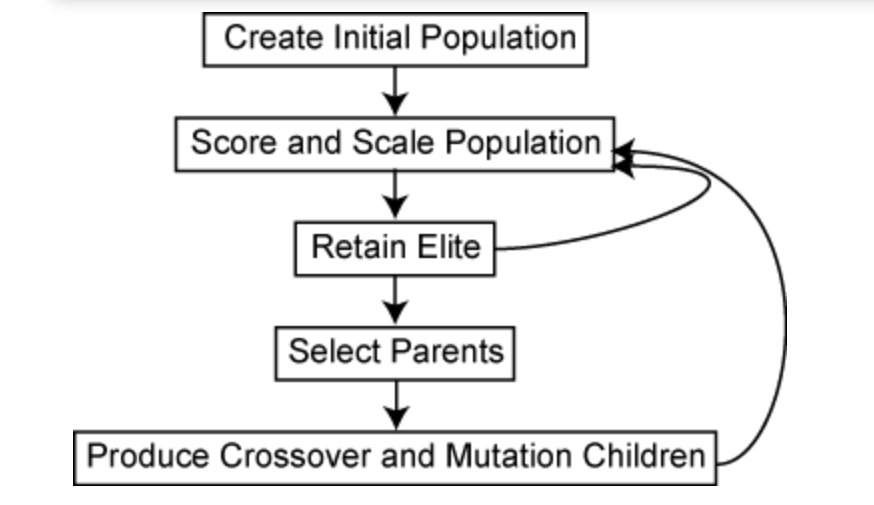 Create Initial Population
Score and Scale Population
Retain Elite
Select Parents
Produce Crossover and Mutation Children